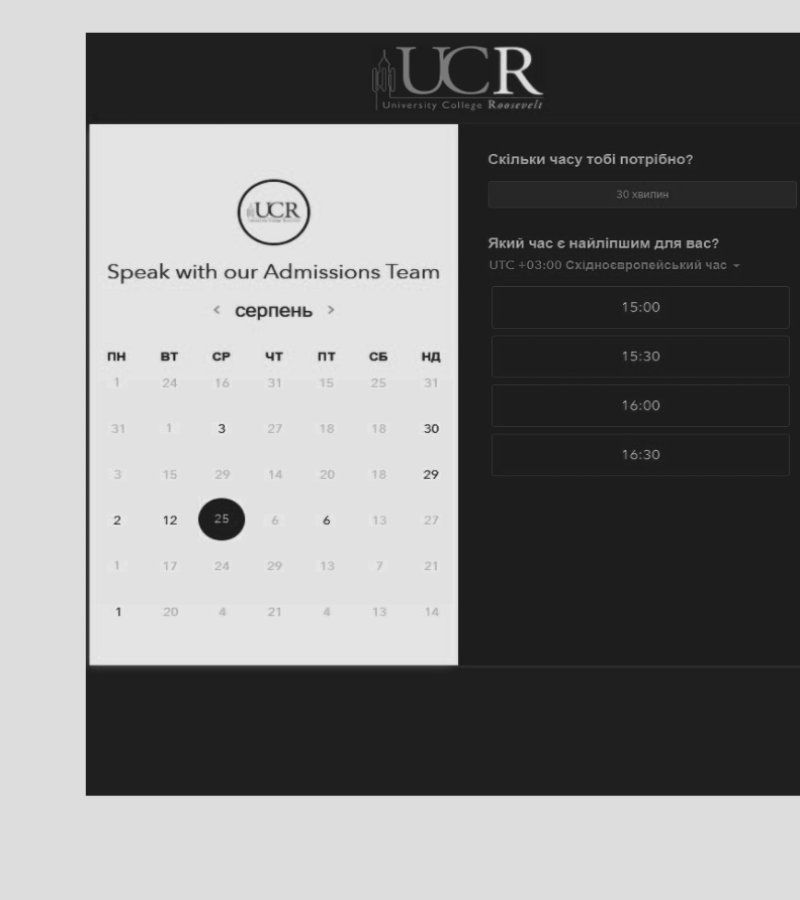 UCR
University College Roosevelt
UCR
Speak with our Admissions Team
‹ серпень ›
ПН ВТ СР ЧТ ПТ СБ НД
1 24 16 31 15 25 31
31 1 3 27 18 18 30
3 15 29 14 20 18 29
2 12 25 6 6 13 27
1 17 24 29 13 7 21
1 20 4 21 4 13 14
Скільки часу тобі потрібно?
30 хвилин
Який час є найліпшим для вас?
UTC +03:00 Східноєвропейський час
15:00
15:30
16:00
16:30